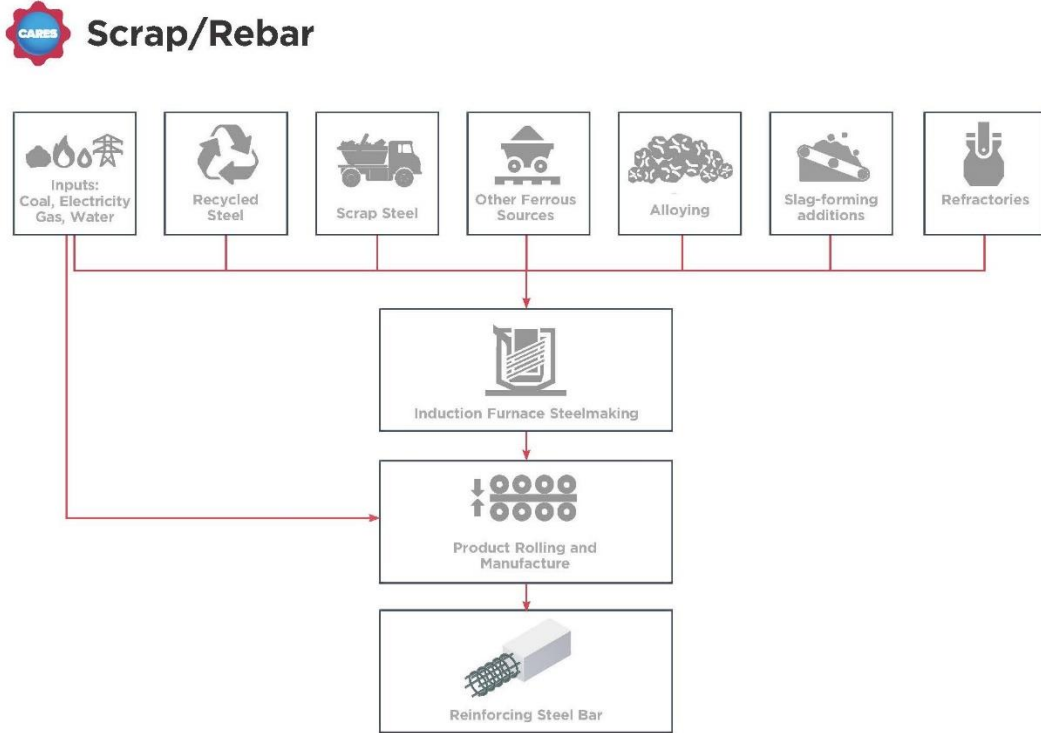 CARES
Scrap/Rebar
Inputs:
Coal, Electricity
Gas, Water
Recycled
Steel
Scrap Steel
Other Ferrous
Sources
Alloying
Slag-forming
additions
Refractories
Induction Furnace Steelmaking
Product Rolling and
Manufacture
Reinforcing Steel Bar